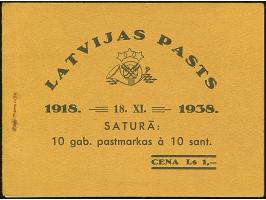 LATVIJAS PASTS
1918. 18. XI. 1938.
SATURĀ:
10 gab. pastmarkas à 10 sant.
CENA Ls 1,—